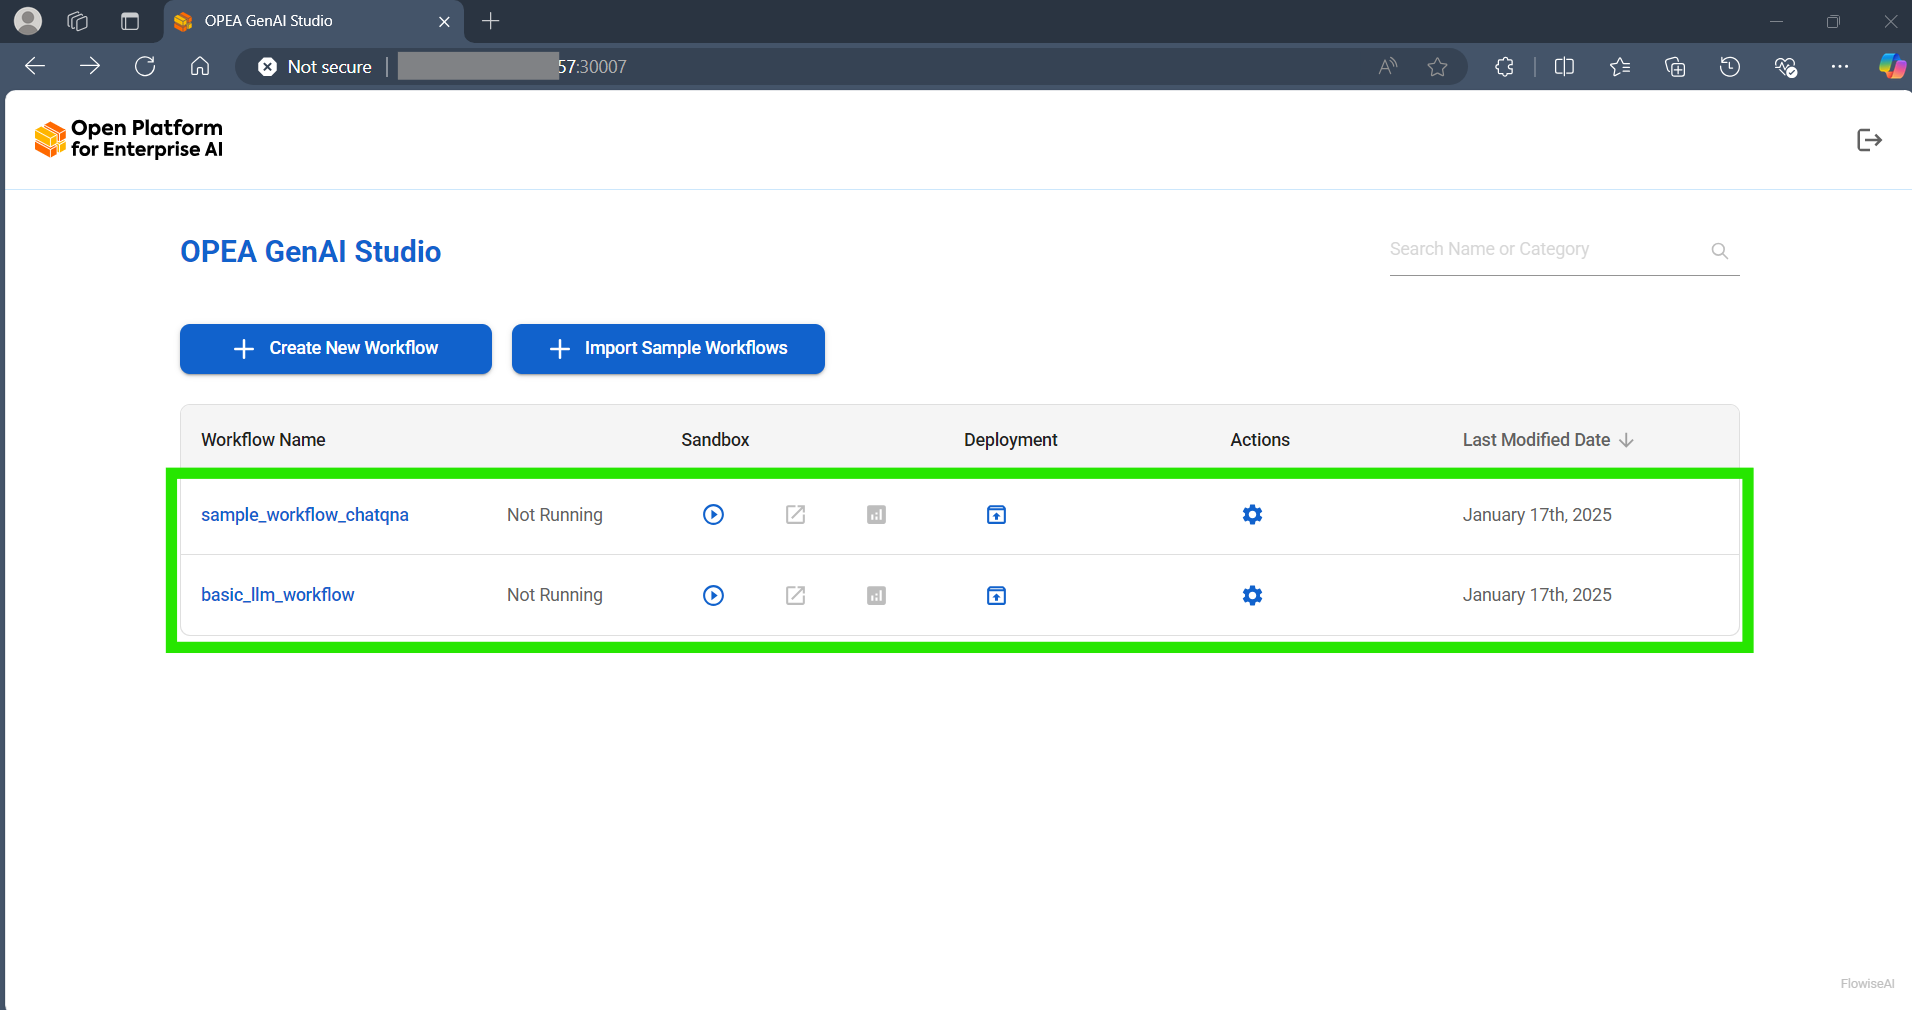 OPEA GenAI Studio
Not secure 57:30007
Open Platform
for Enterprise AI
OPEA GenAI Studio
Search Name or Category
Create New Workflow
Import Sample Workflows
Workflow Name Sandbox Deployment Actions Last Modified Date
sample_workflow_chatqna Not Running January 17th, 2025
basic_llm_workflow Not Running January 17th, 2025
FlowiseAI